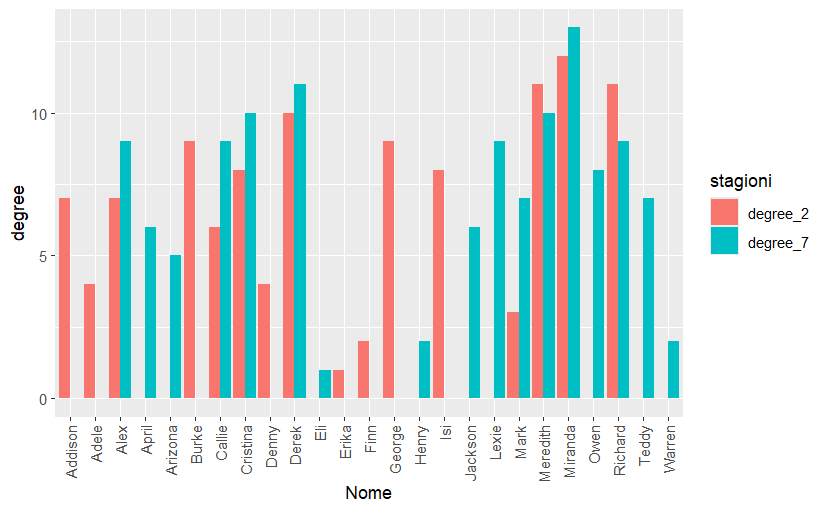 degree
10
5
0
Addison
Adele
Alex
April
Arizona
Burke
Callie
Cristina
Denny
Derek
Eli
Erika
Finn
George
Henry
Isi
Jackson
Lexie
Mark
Meredith
Miranda
Owen
Richard
Teddy
Warren
Nome
stagioni
degree_2
degree_7